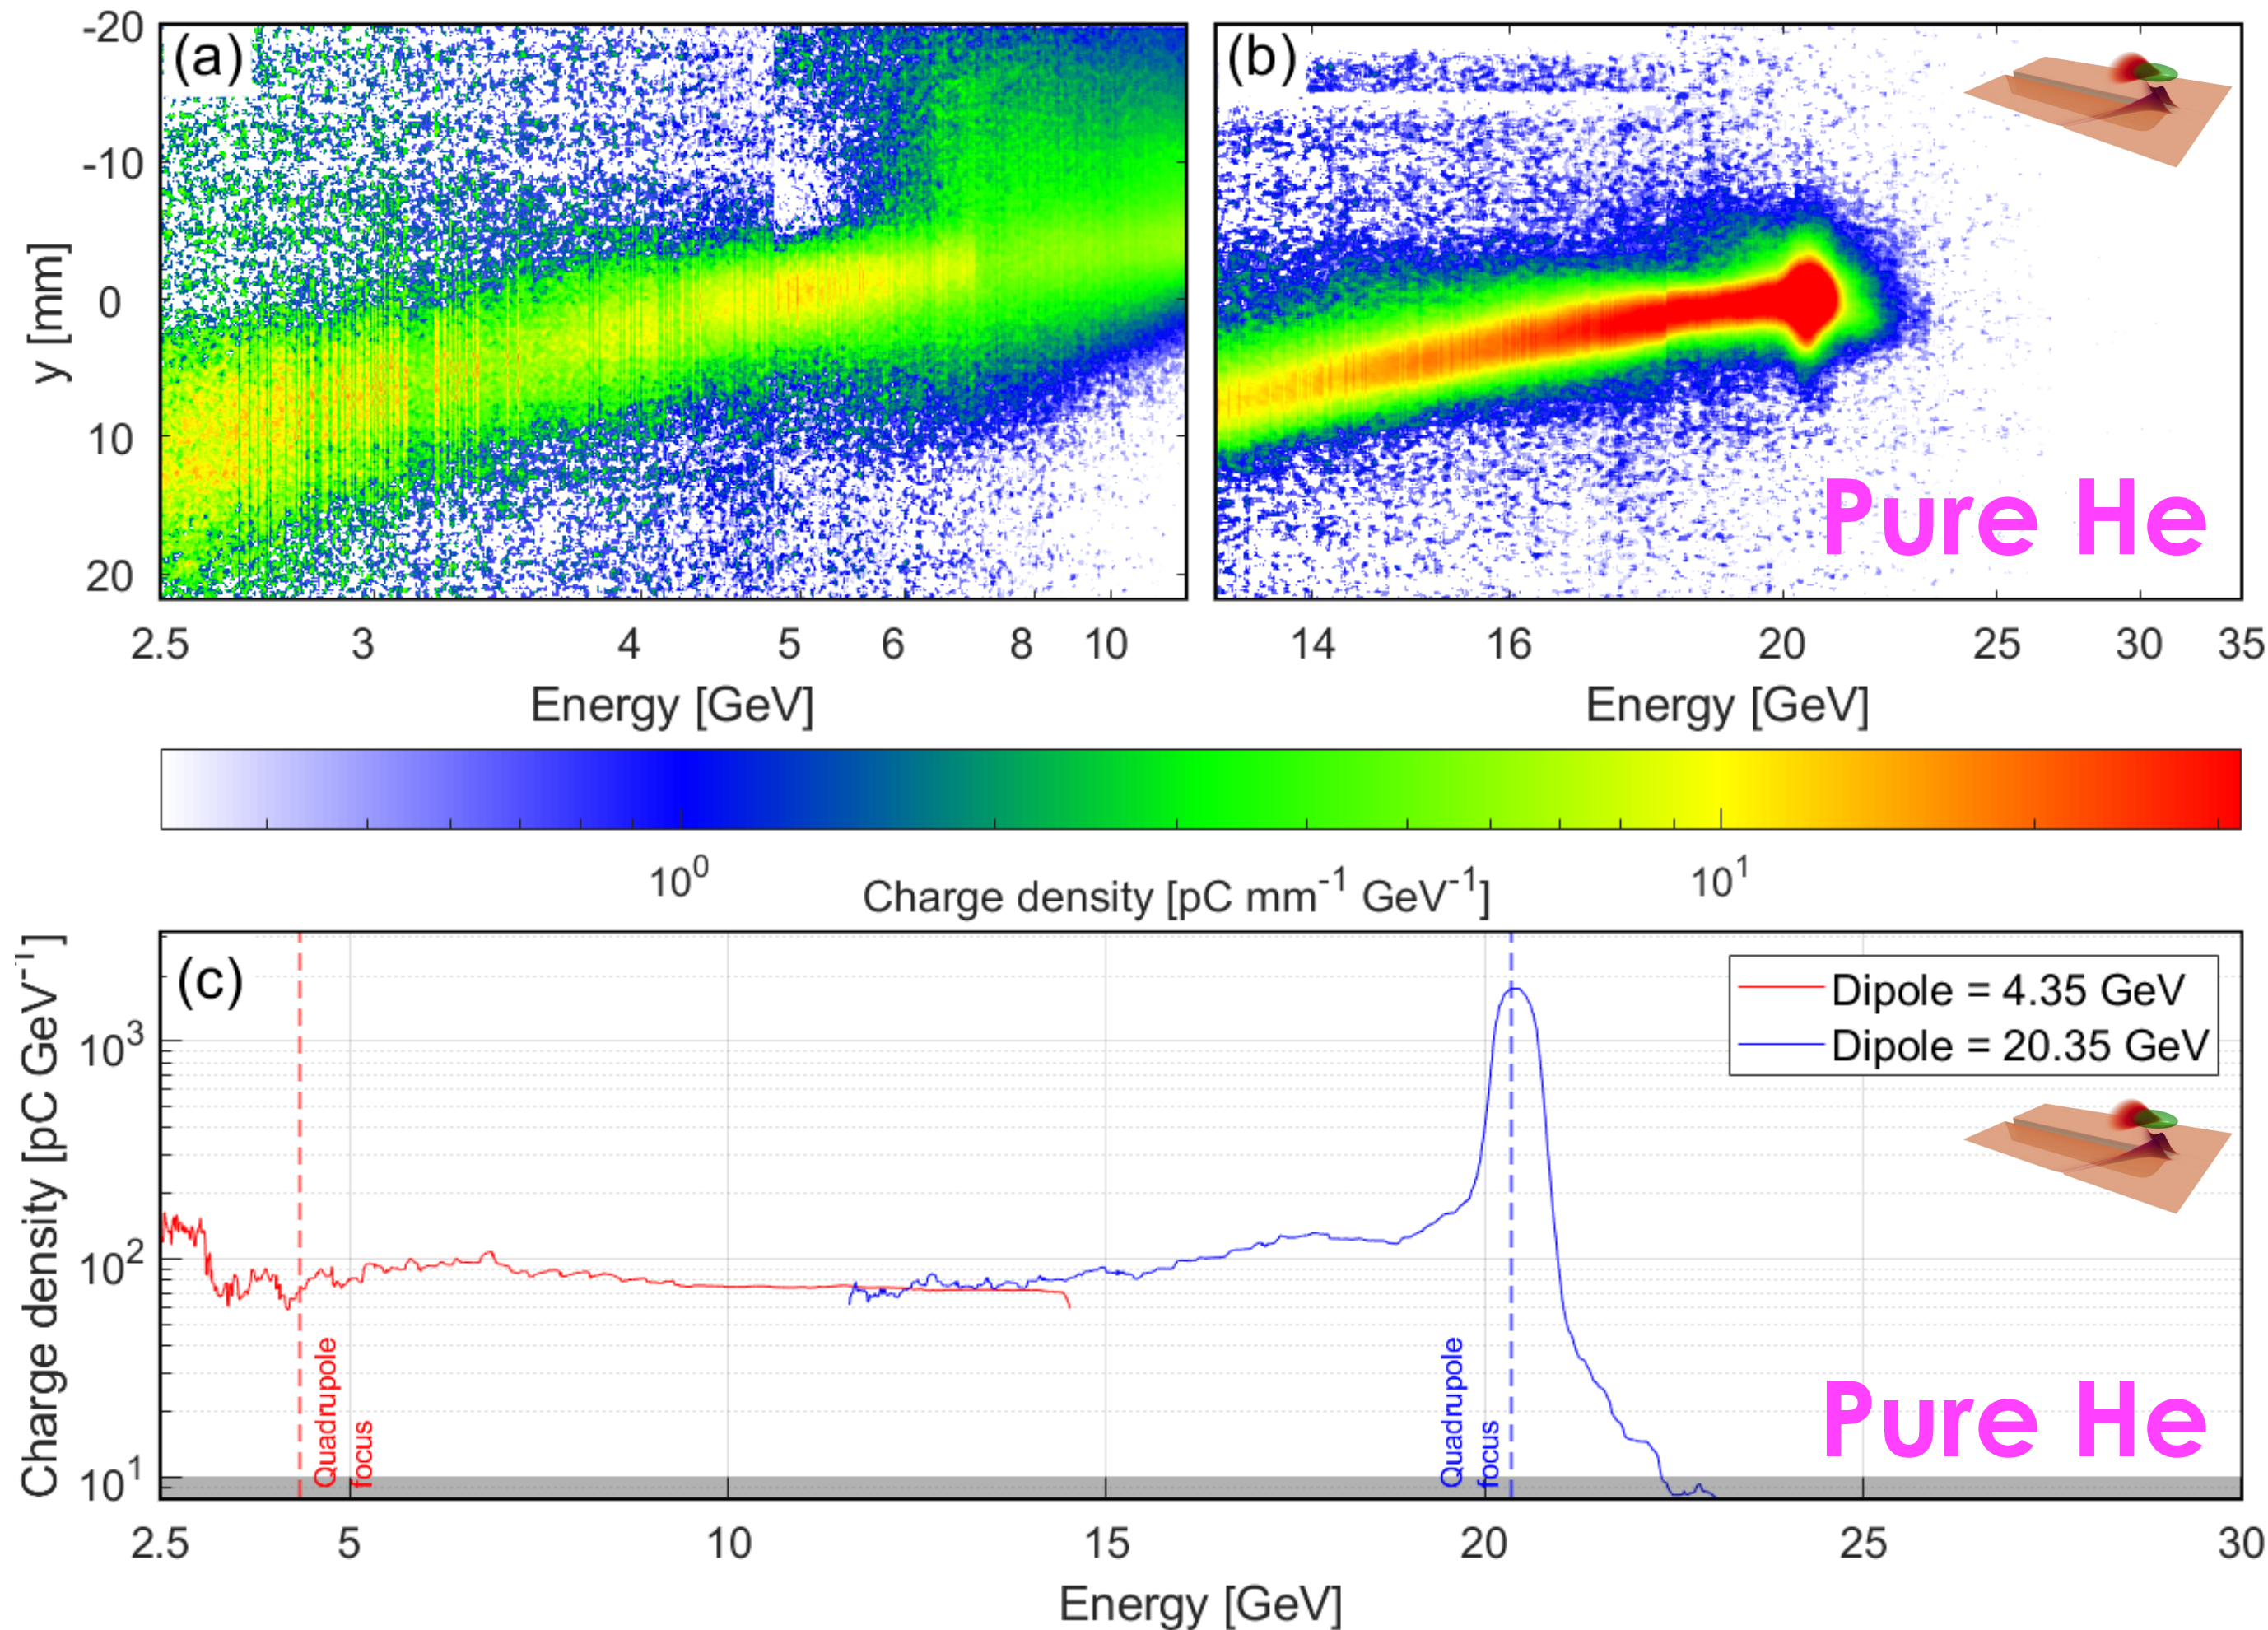 (a)
(b)
-20
-10
0
10
20
y [mm]
Pure He
2.5 3 4 5 6 8 10
14 16 20 25 30 35
Energy [GeV]
Energy [GeV]
10^0
10^1
Charge density [pC mm^-1 GeV^-1]
(c)
Dipole = 4.35 GeV
Dipole = 20.35 GeV
10^3
10^2
10^1
Charge density [pC GeV^-1]
Quadrupole
focus
Quadrupole
focus
Pure He
2.5 5 10 15 20 25 30
Energy [GeV]